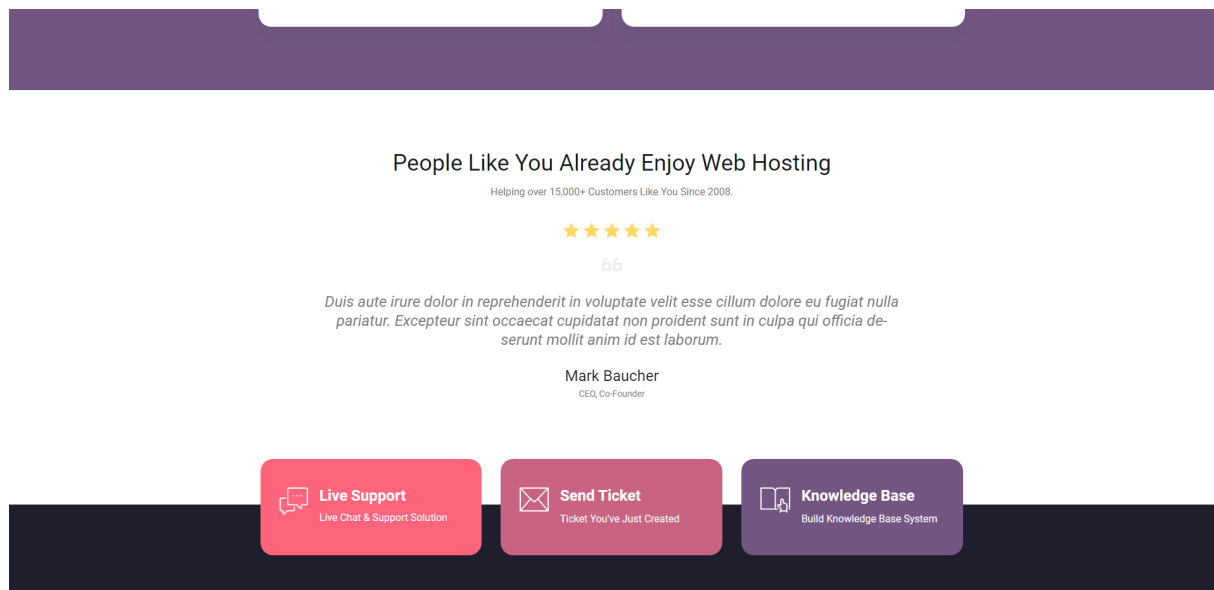 People Like You Already Enjoy Web Hosting
Helping over 15,000+ Customers Like You Since 2008.
Duis aute irure dolor in reprehenderit in voluptate velit esse cillum dolore eu fugiat nulla
pariatur. Excepteur sint occaecat cupidatat non proident sunt in culpa qui officia de-
serunt mollit anim id est laborum.
Mark Baucher
CEO, Co-Founder
Live Support
Live Chat & Support Solution
Send Ticket
Ticket You've Just Created
Knowledge Base
Build Knowledge Base System